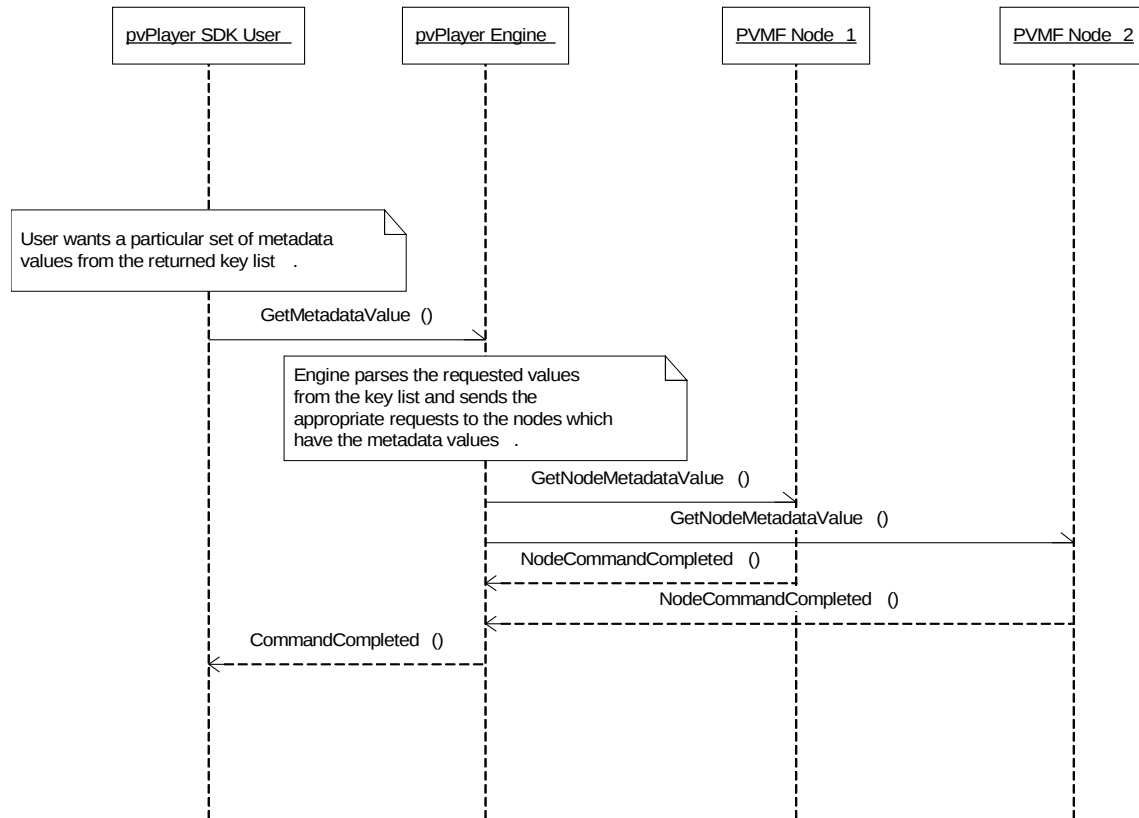 pvPlayer SDK User
pvPlayer Engine
PVMF Node 1
PVMF Node 2
User wants a particular set of metadata
values from the returned key list .
GetMetadataValue ()
Engine parses the requested values
from the key list and sends the
appropriate requests to the nodes which
have the metadata values .
GetNodeMetadataValue ()
GetNodeMetadataValue ()
NodeCommandCompleted ()
NodeCommandCompleted ()
CommandCompleted ()